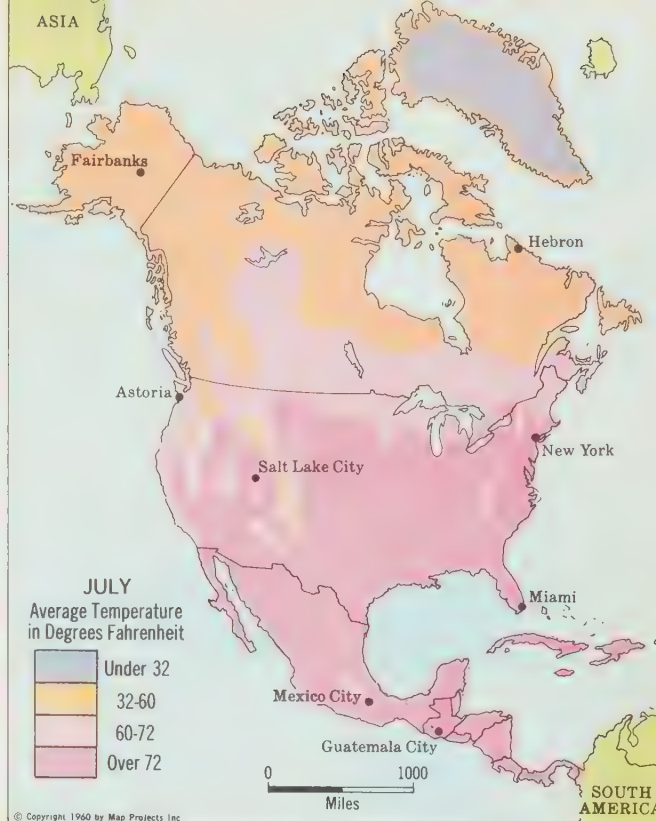 ASIA
Fairbanks
Hebron
Astoria
New York
Salt Lake City
JULY
Average Temperature
in Degrees Fahrenheit
Under 32
32-60
60-72
Over 72
Miami
Mexico City
Guatemala City
0 1000
Miles
SOUTH
AMERICA
© Copyright 1960 by Map Projects Inc